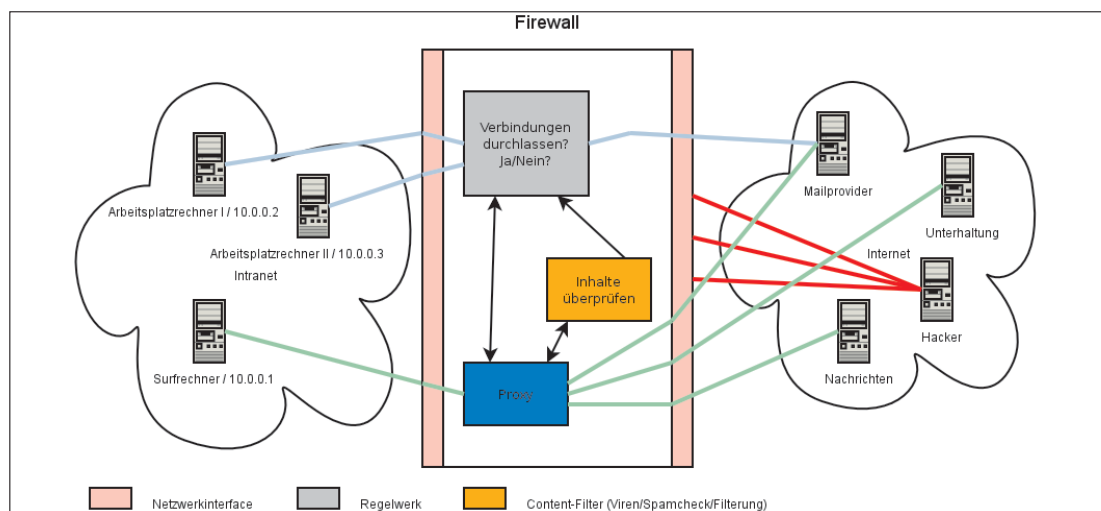 Firewall
Verbindungen
durchlassen?
Ja/Nein?
Mailprovider
Arbeitsplatzrechner I / 10.0.0.2
Unterhaltung
Arbeitsplatzrechner II / 10.0.0.3
Internet
Intranet
Inhalte
überprüfen
Hacker
Surfrechner / 10.0.0.1
Nachrichten
Proxy
Netzwerkinterface
Regelwerk
Content-Filter (Viren/Spamcheck/Filterung)